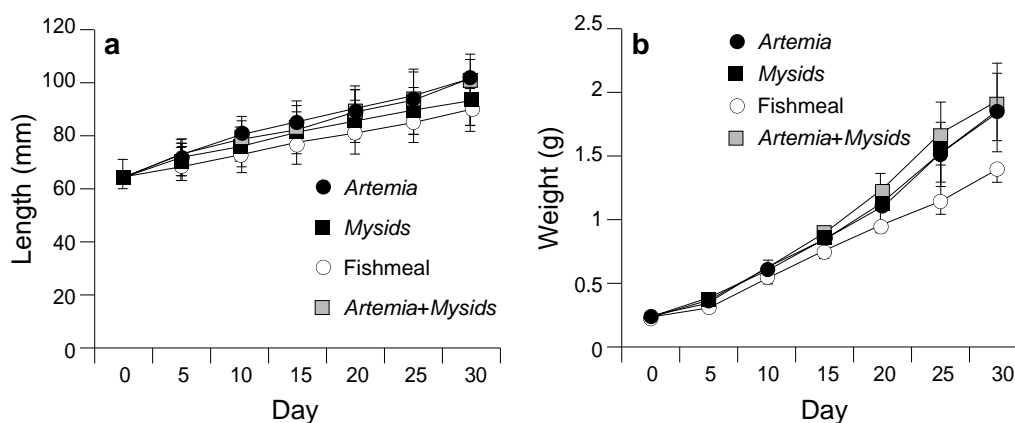 a
120
100
80
60
40
20
0
Length (mm)
Artemia
Mysids
Fishmeal
Artemia+Mysids
0 5 10 15 20 25 30
Day
b
2.5
2
1.5
1
0.5
0
Weight (g)
Artemia
Mysids
Fishmeal
Artemia+Mysids
0 5 10 15 20 25 30
Day